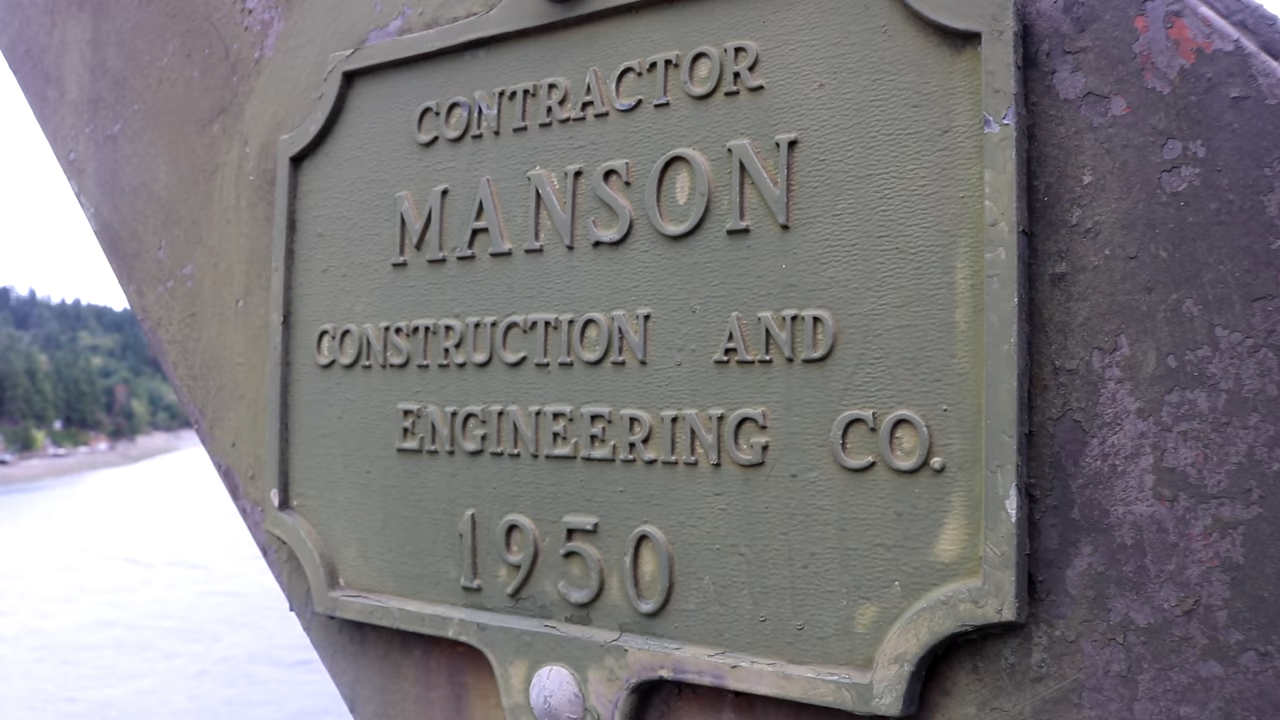 CONTRACTOR
MANSON
CONSTRUCTION AND
ENGINEERING CO.
1950